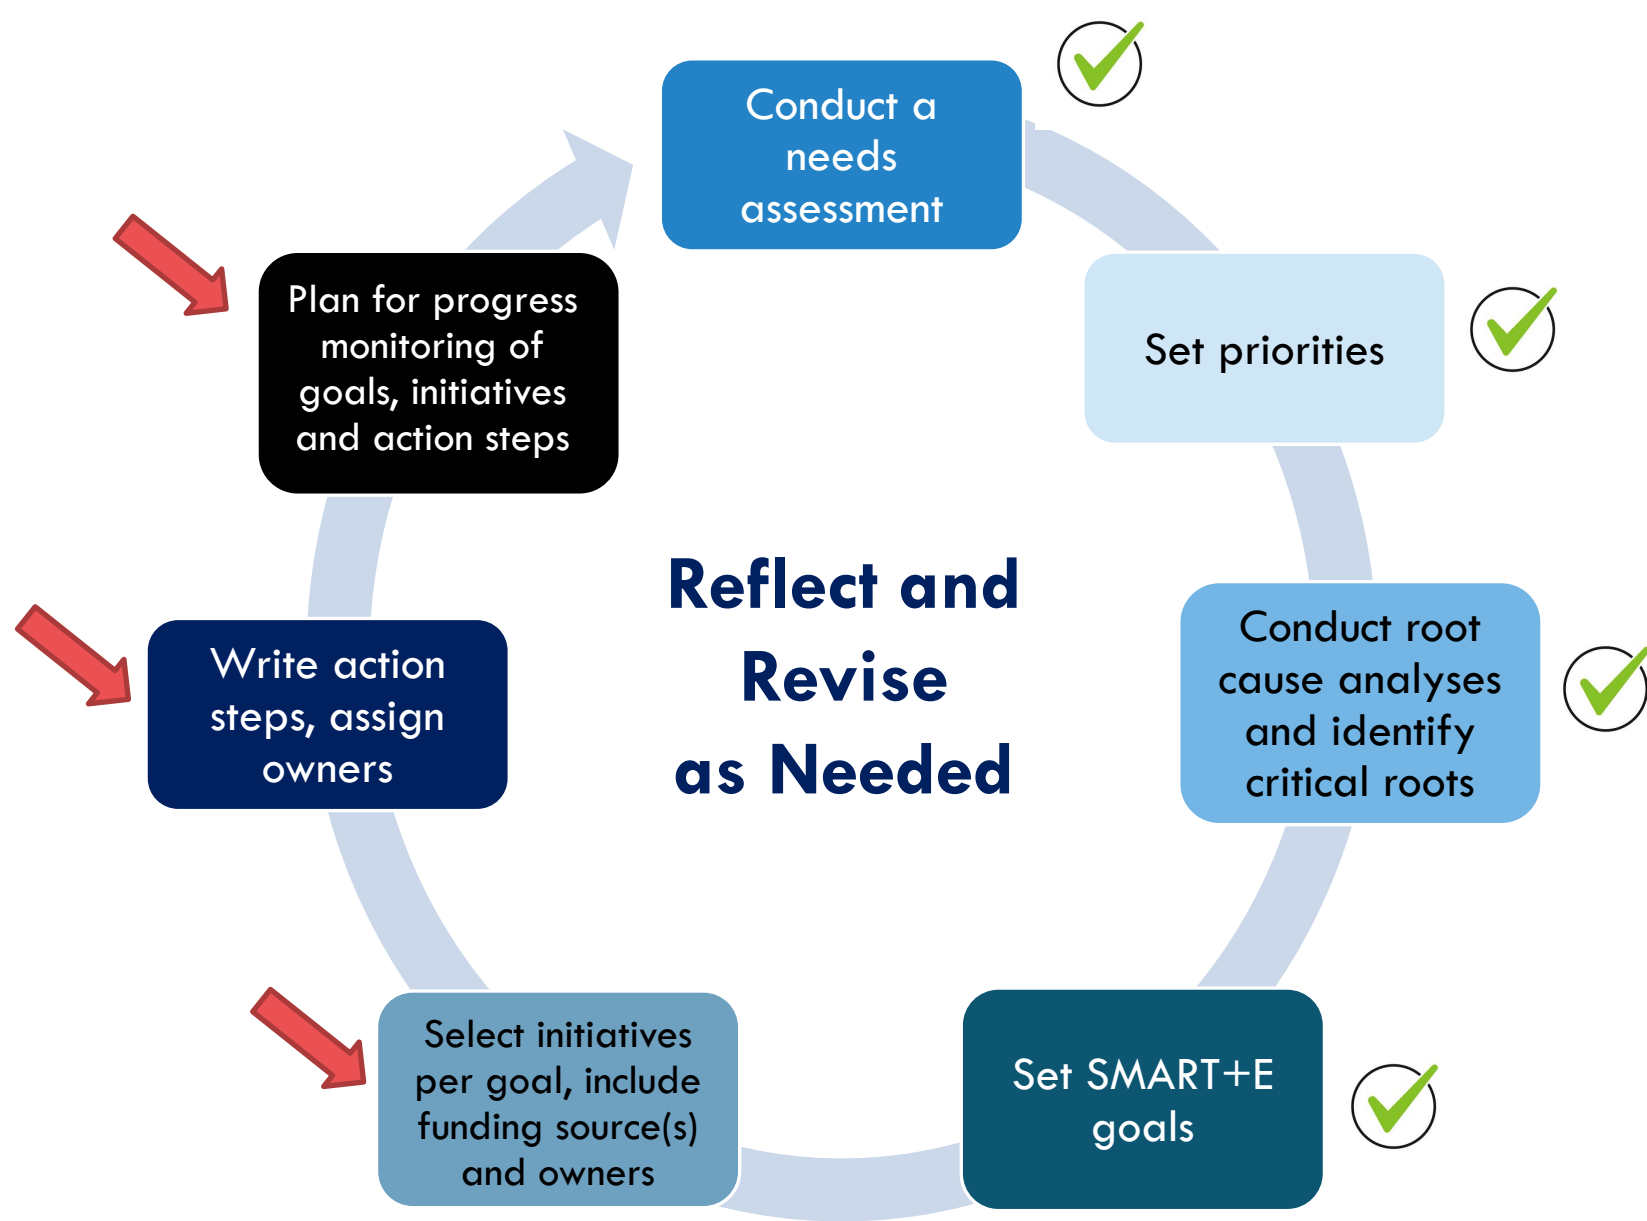 Conduct a
needs
assessment
Set priorities
Conduct root
cause analyses
and identify
critical roots
Set SMART+E
goals
Select initiatives
per goal, include
funding source(s)
and owners
Write action
steps, assign
owners
Plan for progress
monitoring of
goals, initiatives
and action steps
Reflect and
Revise
as Needed